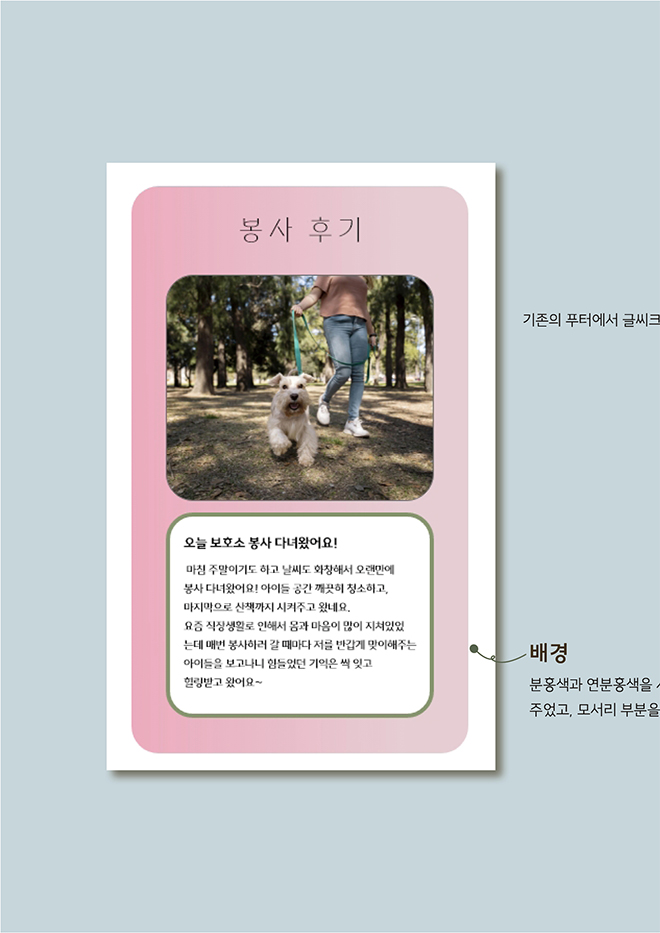 봉사 후기
오늘 보호소 봉사 다녀왔어요!
마침 주말이기도 하고 날씨도 화창해서 오랜만에
봉사 다녀왔어요! 아이들 공간 깨끗히 청소하고,
마지막으로 산책까지 시켜주고 왔네요.
요즘 직장생활로 인해서 몸과 마음이 많이 지쳐있었
는데 매번 봉사하러 갈 때마다 저를 반갑게 맞이해주는
아이들을 보고나니 힘들었던 기억은 싹 잊고
힐링받고 왔어요~
기존의 푸터에서 글씨크
배경
분홍색과 연분홍색을
주었고, 모서리 부분을